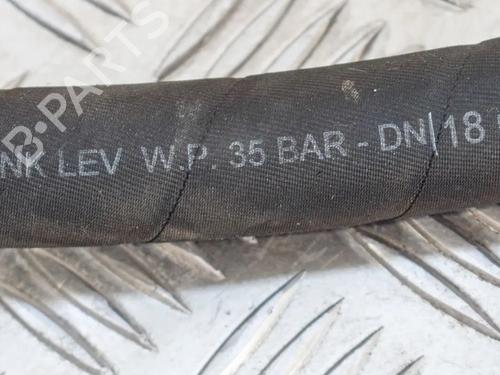 B-PARTS
NK LEV W.P. 35 BAR - DN/18